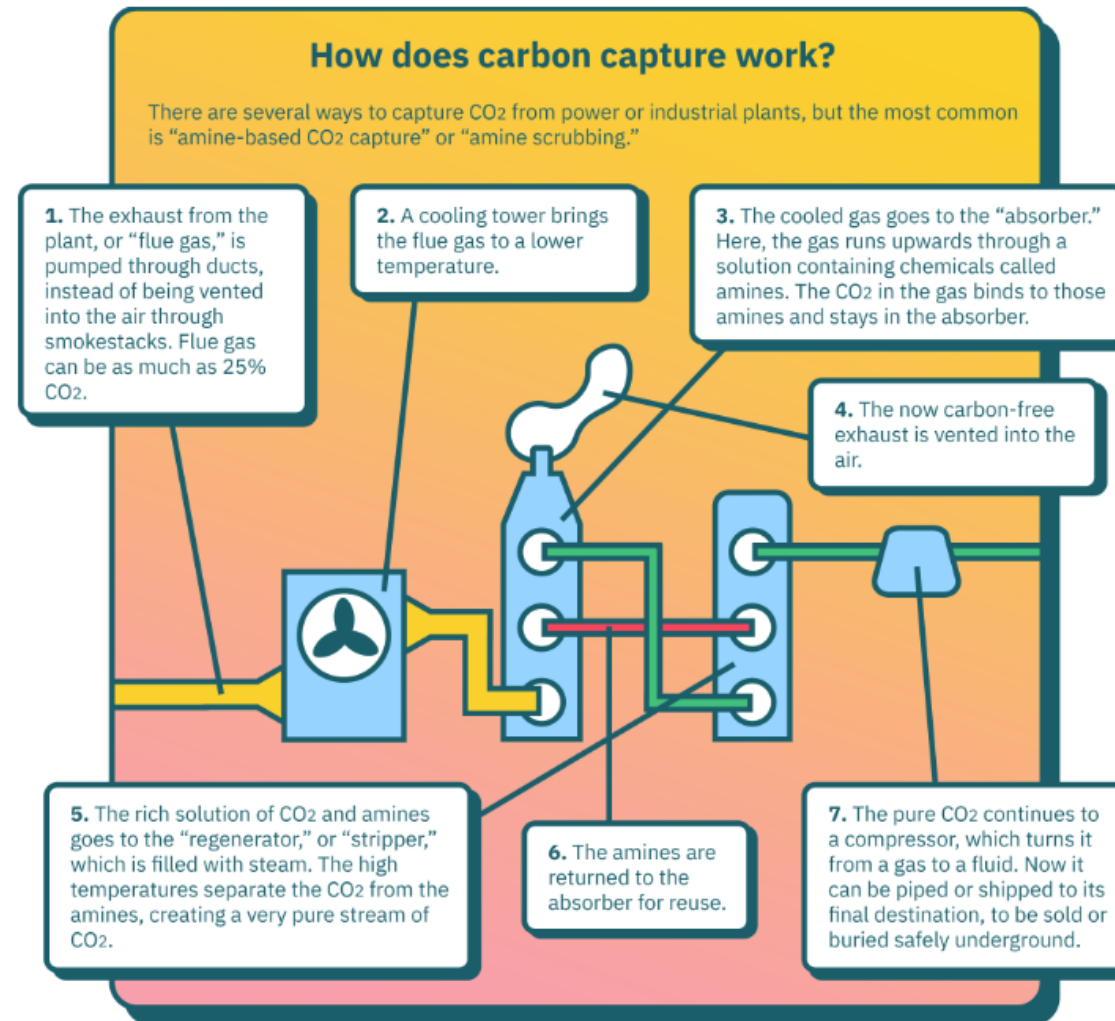 How does carbon capture work?
There are several ways to capture CO2 from power or industrial plants, but the most common
is “amine-based CO2 capture” or “amine scrubbing.”
1. The exhaust from the
plant, or “flue gas,” is
pumped through ducts,
instead of being vented
into the air through
smokestacks. Flue gas
can be as much as 25%
CO2.
2. A cooling tower brings
the flue gas to a lower
temperature.
3. The cooled gas goes to the “absorber.”
Here, the gas runs upwards through a
solution containing chemicals called
amines. The CO2 in the gas binds to those
amines and stays in the absorber.
4. The now carbon-free
exhaust is vented into the
air.
5. The rich solution of CO2 and amines
goes to the “regenerator,” or “stripper,”
which is filled with steam. The high
temperatures separate the CO2 from the
amines, creating a very pure stream of
CO2.
6. The amines are
returned to the
absorber for reuse.
7. The pure CO2 continues to
a compressor, which turns it
from a gas to a fluid. Now it
can be piped or shipped to its
final destination, to be sold or
buried safely underground.